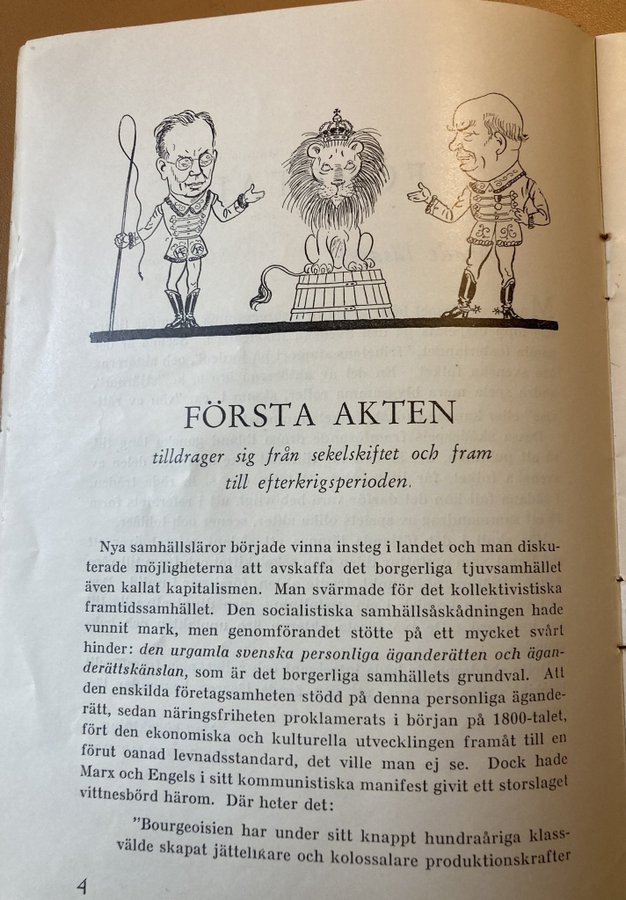 FÖRSTA AKTEN
tilldrager sig från sekelskiftet och fram
till efterkrigsperioden.
Nya samhällsläror började vinna insteg i landet och man disku-
terade möjligheterna att avskaffa det borgerliga tjuvsamhället
även kallat kapitalismen. Man svärmade för det kollektivistiska
framtidssamhället. Den socialistiska samhällsåskådningen hade
vunnit mark, men genomförandet stötte på ett mycket svårt
hinder: den urgamla svenska personliga äganderätten och ägan-
derättskänslan, som är det borgerliga samhällets grundval. Att
den enskilda företagsamheten stödd på denna personliga ägande-
rätt, sedan näringsfriheten proklamerats i början på 1800-talet,
fört den ekonomiska och kulturella utvecklingen framåt till en
förut oanad levnadsstandard, det ville man ej se. Dock hade
Marx och Engels i sitt kommunistiska manifest givit ett storslaget
vittnesbörd härom. Där heter det:
"Bourgeoisien har under sitt knappt hundraåriga klass-
välde skapat jättelikare och kolossalare produktionskrafter
4